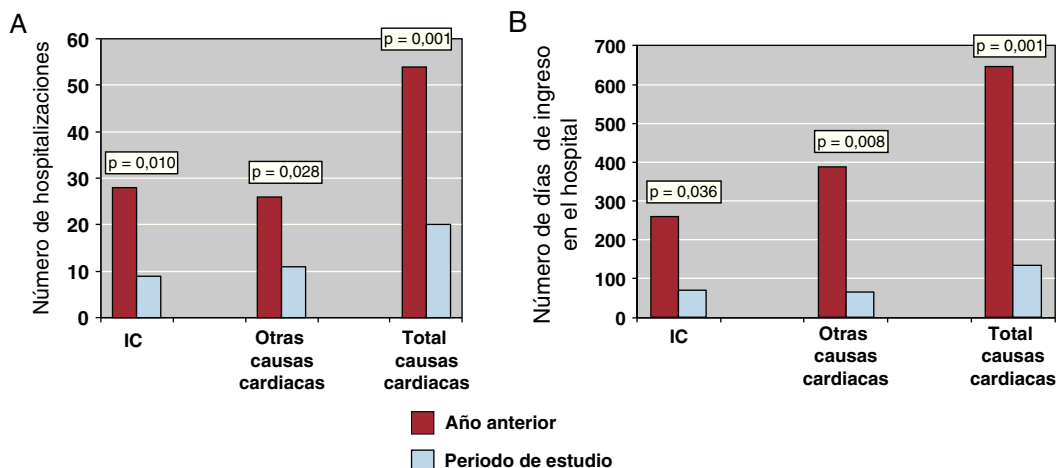 A
Número de hospitalizaciones
60
50
40
30
20
10
0
p = 0,010
p = 0,028
p = 0,001
IC
Otras
causas
cardiacas
Total
causas
cardiacas
B
Número de días de ingreso
en el hospital
700
600
500
400
300
200
100
0
p = 0,036
p = 0,008
p = 0,001
IC
Otras
causas
cardiacas
Total
causas
cardiacas
Año anterior
Periodo de estudio